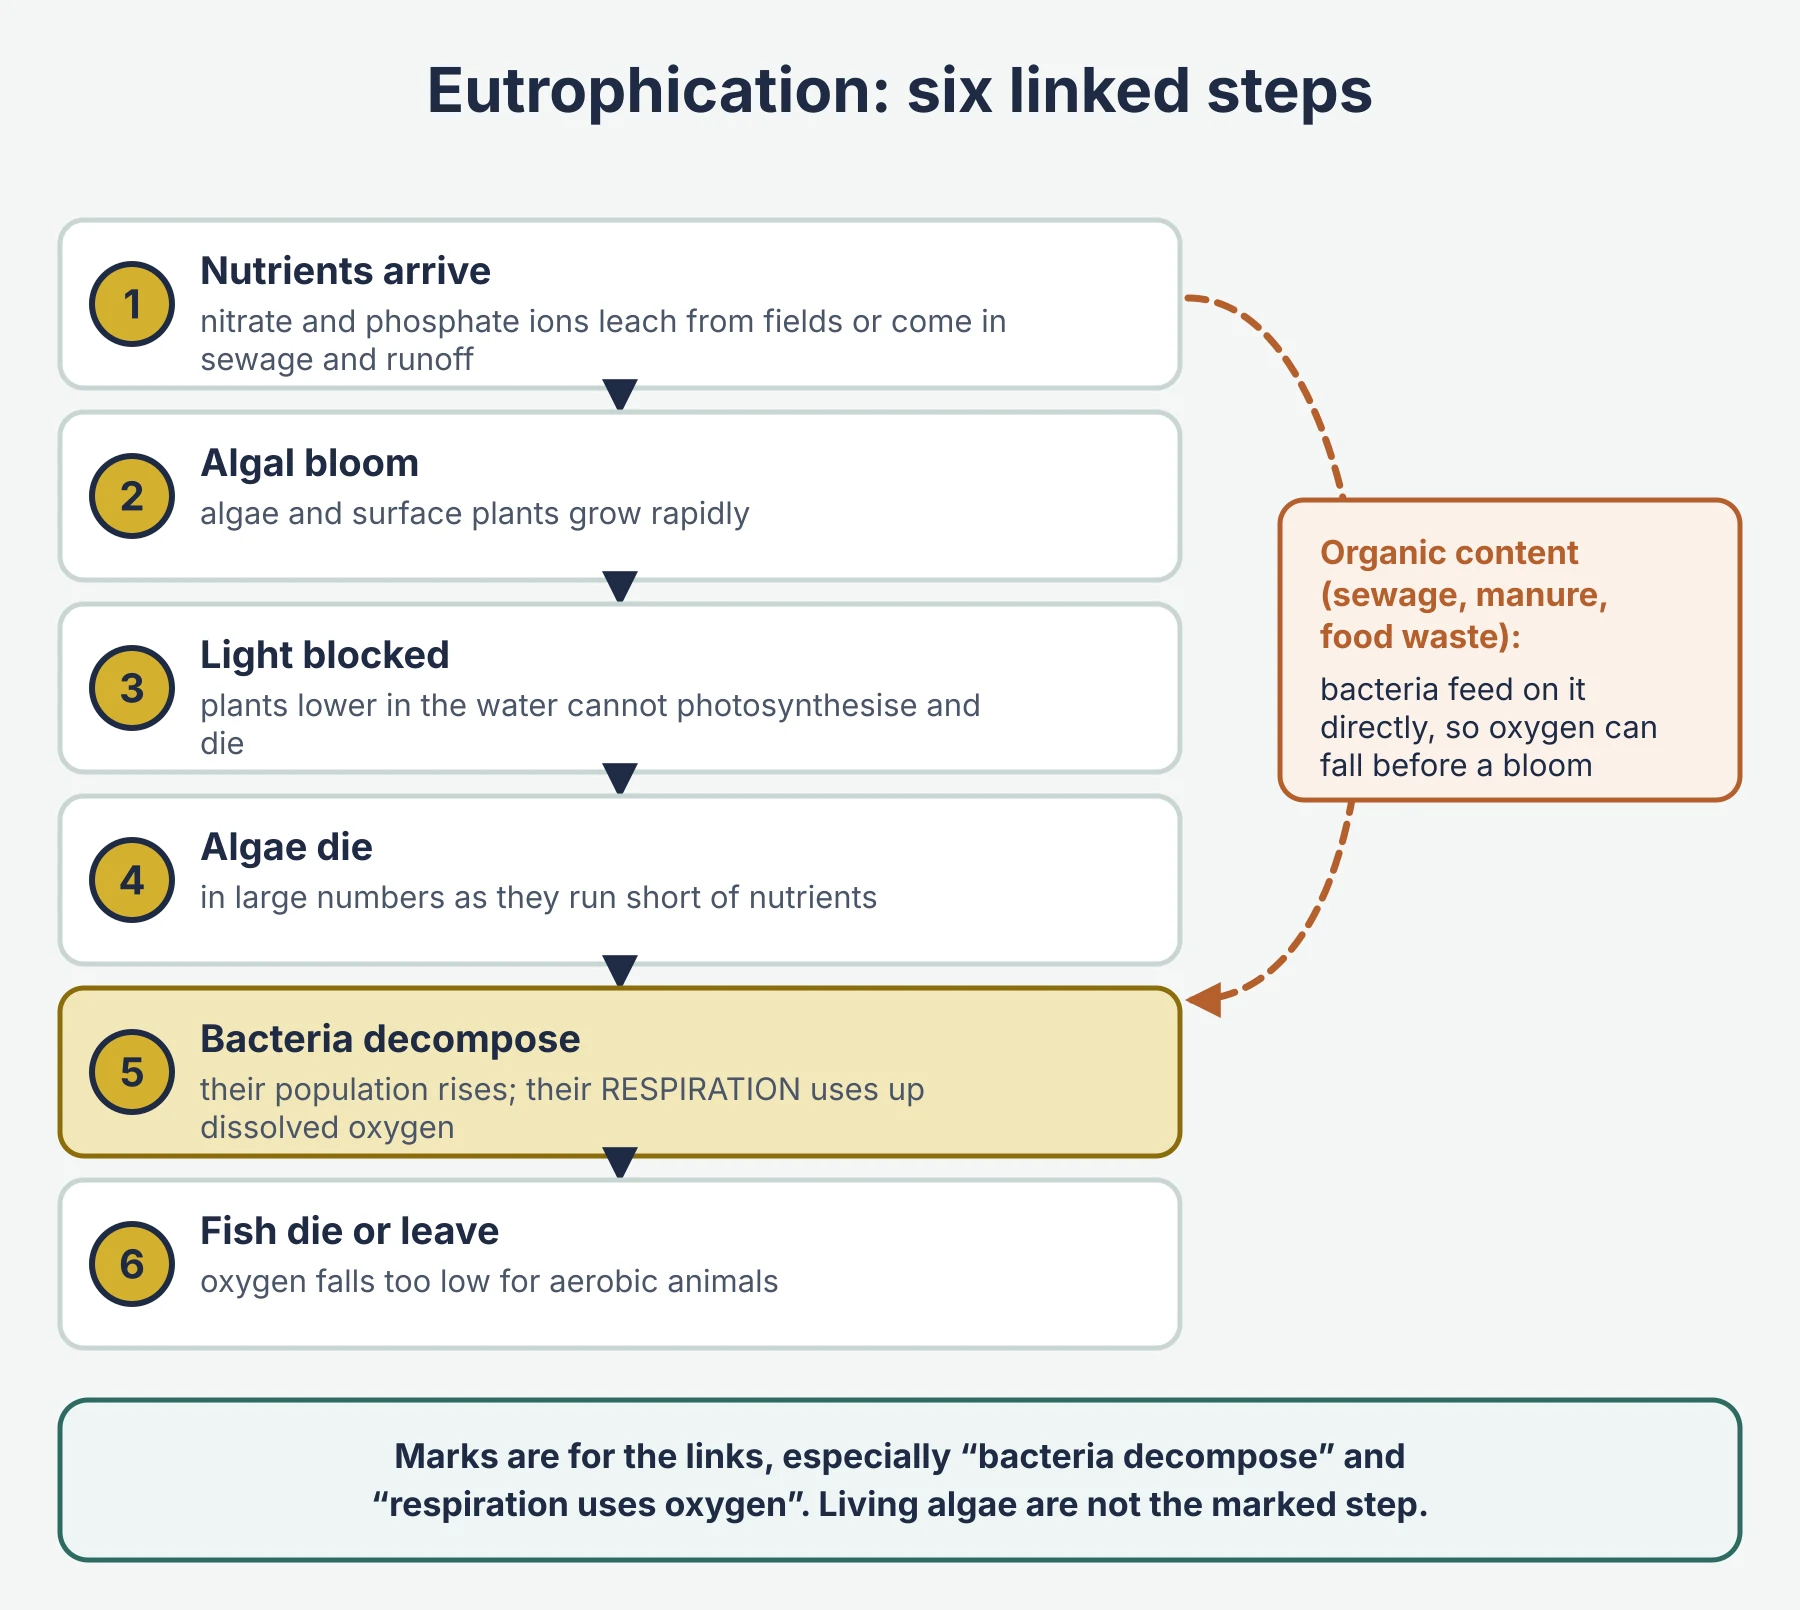 Eutrophication: six linked steps
1
Nutrients arrive
nitrate and phosphate ions leach from fields or come in
sewage and runoff
2
Algal bloom
algae and surface plants grow rapidly
3
Light blocked
plants lower in the water cannot photosynthesise and
die
4
Algae die
in large numbers as they run short of nutrients
5
Bacteria decompose
their population rises; their RESPIRATION uses up
dissolved oxygen
6
Fish die or leave
oxygen falls too low for aerobic animals
Organic content
(sewage, manure,
food waste):
bacteria feed on it
directly, so oxygen can
fall before a bloom
Marks are for the links, especially “bacteria decompose” and
“respiration uses oxygen”. Living algae are not the marked step.